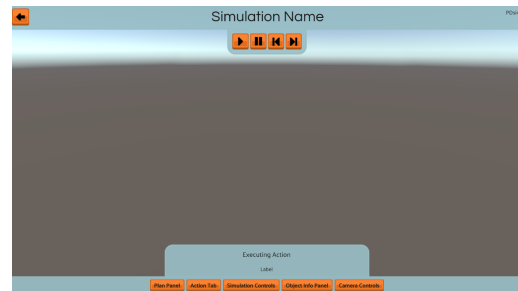 Simulation Name
Executing Action
Label
Plan Panel
Action Tab
Simulation Controls
Object Info Panel
Camera Controls